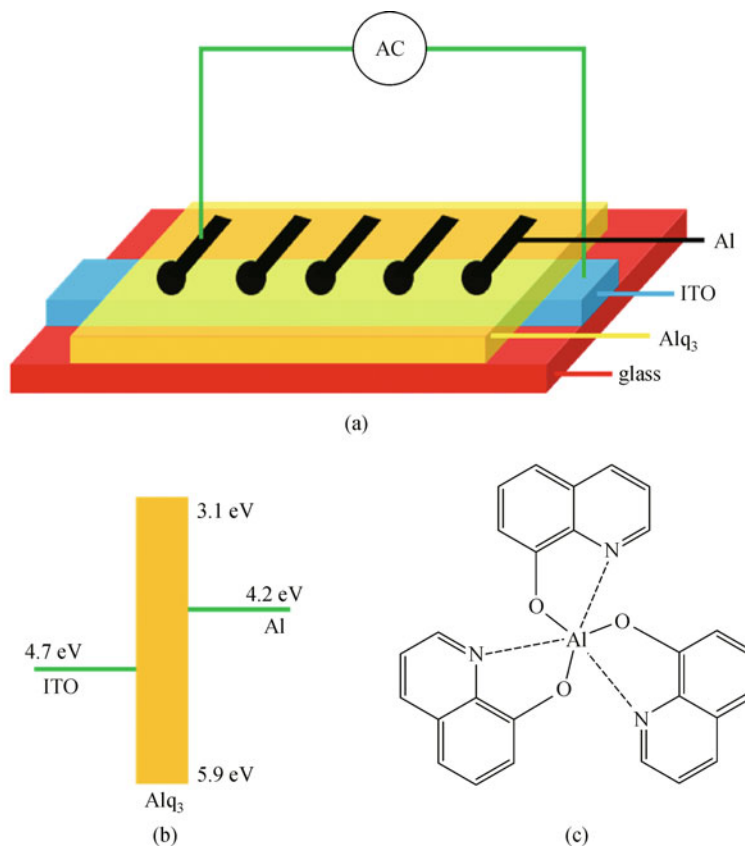 AC
Al
ITO
Alq₃
glass
(a)
3.1 eV
4.2 eV
Al
4.7 eV
ITO
5.9 eV
Alq₃
(b)
N
O
Al
O
N
O
N
(c)